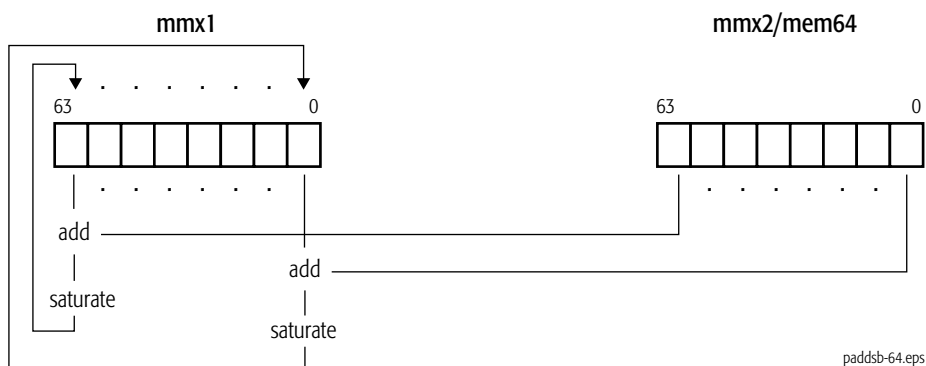 mmx1 mmx2/mem64
. . . . . .
63 0 63 0
. . . . . . . . . . . .
add
add
saturate
saturate
paddsb-64.eps